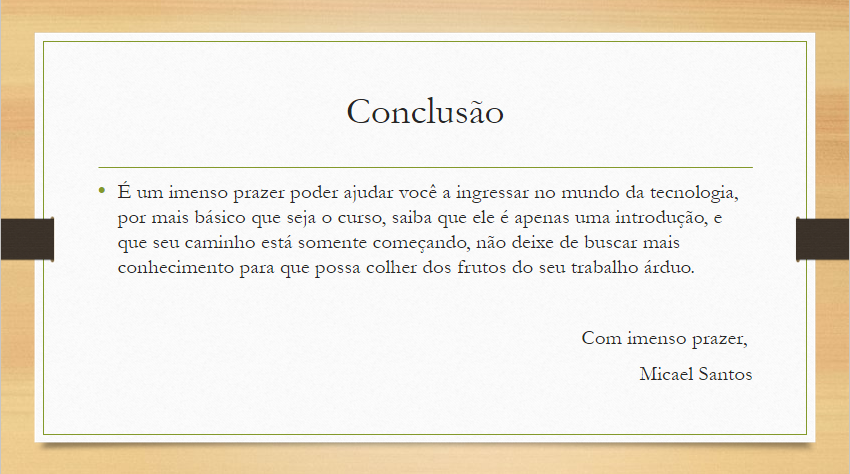 Conclusão
• É um imenso prazer poder ajudar você a ingressar no mundo da tecnologia,
por mais básico que seja o curso, saiba que ele é apenas uma introdução, e
que seu caminho está somente começando, não deixe de buscar mais
conhecimento para que possa colher dos frutos do seu trabalho árduo.
Com imenso prazer,
Micael Santos